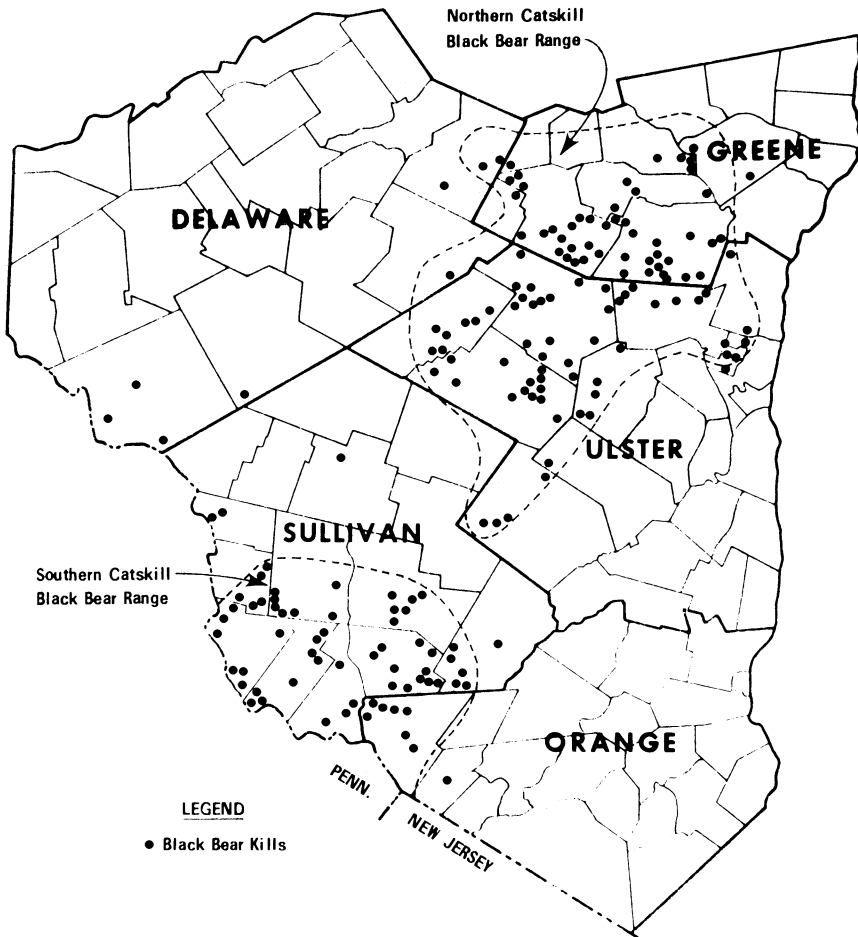 Northern Catskill
Black Bear Range
GREENE
DELAWARE
ULSTER
SULLIVAN
Southern Catskill
Black Bear Range
ORANGE
PENN.
NEW JERSEY
LEGEND
Black Bear Kills